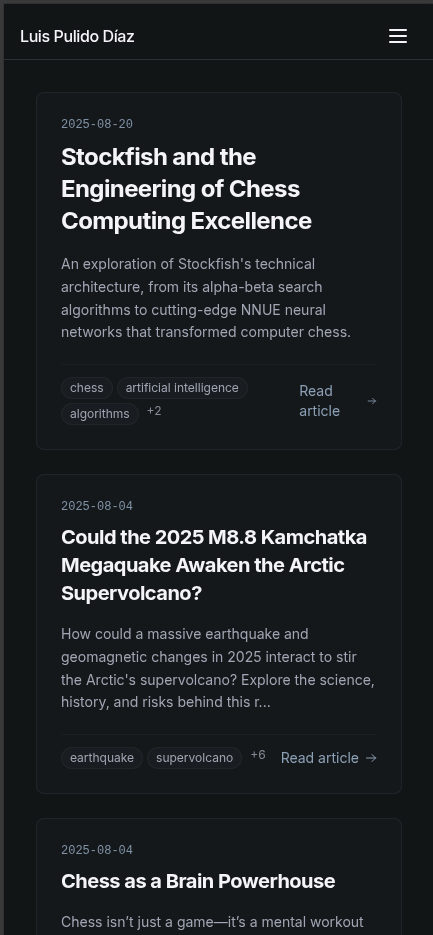 Luis Pulido Díaz
2025-08-20
Stockfish and the
Engineering of Chess
Computing Excellence
An exploration of Stockfish's technical
architecture, from its alpha-beta search
algorithms to cutting-edge NNUE neural
networks that transformed computer chess.
chess artificial intelligence
algorithms +2
Read
article →
2025-08-04
Could the 2025 M8.8 Kamchatka
Megaquake Awaken the Arctic
Supervolcano?
How could a massive earthquake and
geomagnetic changes in 2025 interact to stir
the Arctic's supervolcano? Explore the science,
history, and risks behind this r...
earthquake supervolcano +6 Read article →
2025-08-04
Chess as a Brain Powerhouse
Chess isn’t just a game—it’s a mental workout